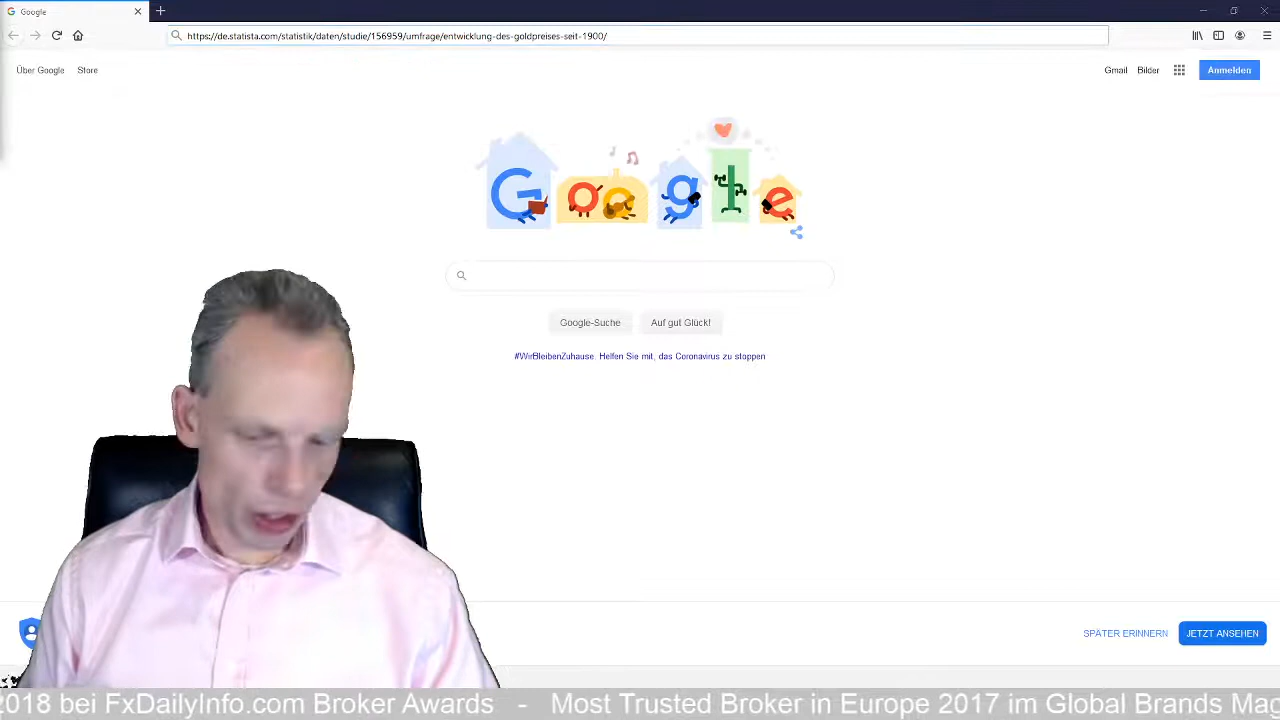 Google
https://de.statista.com/statistik/daten/studie/156959/umfrage/entwicklung-des-goldpreises-seit-1900/
Über Google Store
Gmail Bilder Anmelden
Google
Google-Suche Auf gut Glück!
#WirBleibenZuhause. Helfen Sie mit, das Coronavirus zu stoppen
SPÄTER ERINNERN JETZT ANSEHEN
2018 bei FxDailyInfo.com Broker Awards - Most Trusted Broker in Europe 2017 im Global Brands Mag